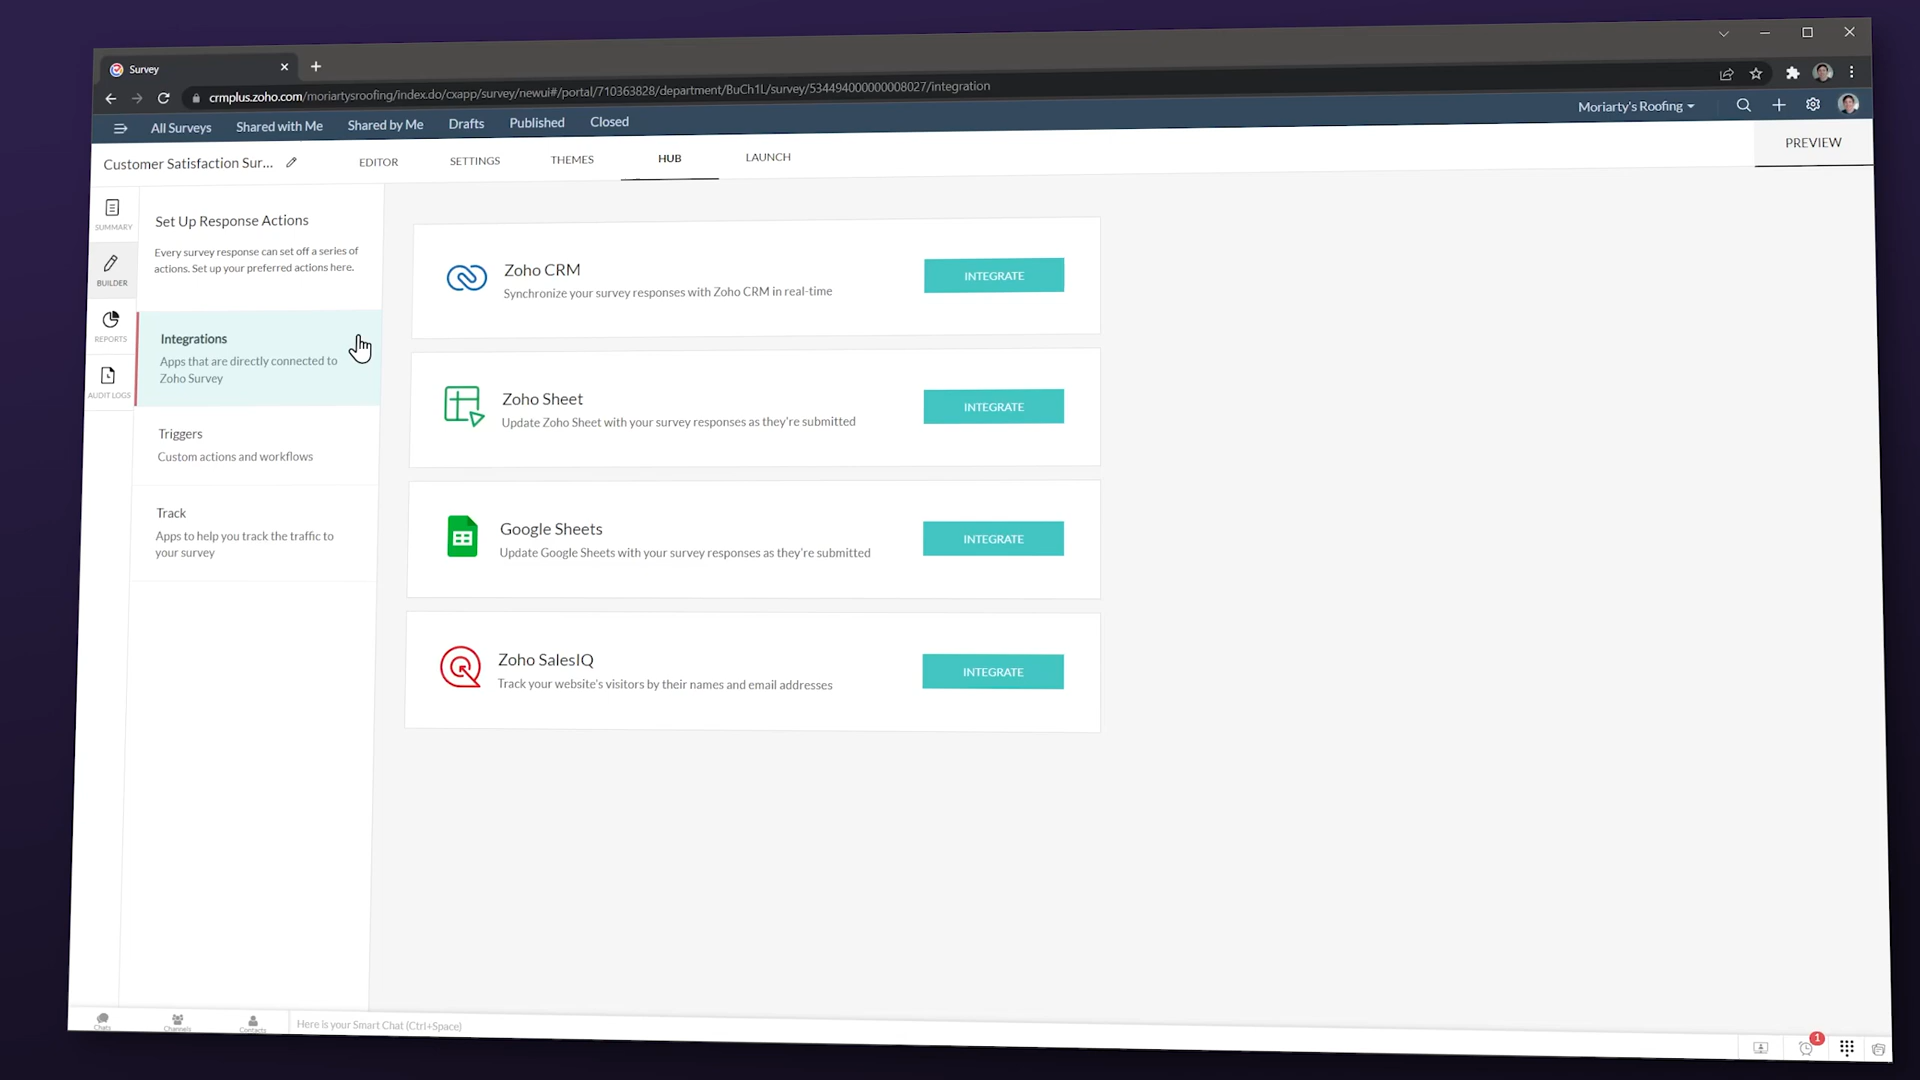 Survey
crmplus.zoho.com/moriartysroofing/index.do/cxapp/survey/newui#/portal/710363828/department/BuCh1L/survey/534494000000008027/integration
All Surveys
Shared with Me
Shared by Me
Drafts
Published
Closed
Moriarty's Roofing
Customer Satisfaction Sur...
EDITOR
SETTINGS
THEMES
HUB
LAUNCH
PREVIEW
SUMMARY
BUILDER
REPORTS
AUDIT LOGS
Set Up Response Actions
Every survey response can set off a series of
actions. Set up your preferred actions here.
Integrations
Apps that are directly connected to
Zoho Survey
Triggers
Custom actions and workflows
Track
Apps to help you track the traffic to
your survey
Zoho CRM
Synchronize your survey responses with Zoho CRM in real-time
INTEGRATE
Zoho Sheet
Update Zoho Sheet with your survey responses as they're submitted
INTEGRATE
Google Sheets
Update Google Sheets with your survey responses as they're submitted
INTEGRATE
Zoho SalesIQ
Track your website's visitors by their names and email addresses
INTEGRATE
Chats
Channels
Contacts
Here is your Smart Chat (Ctrl+Space)
1